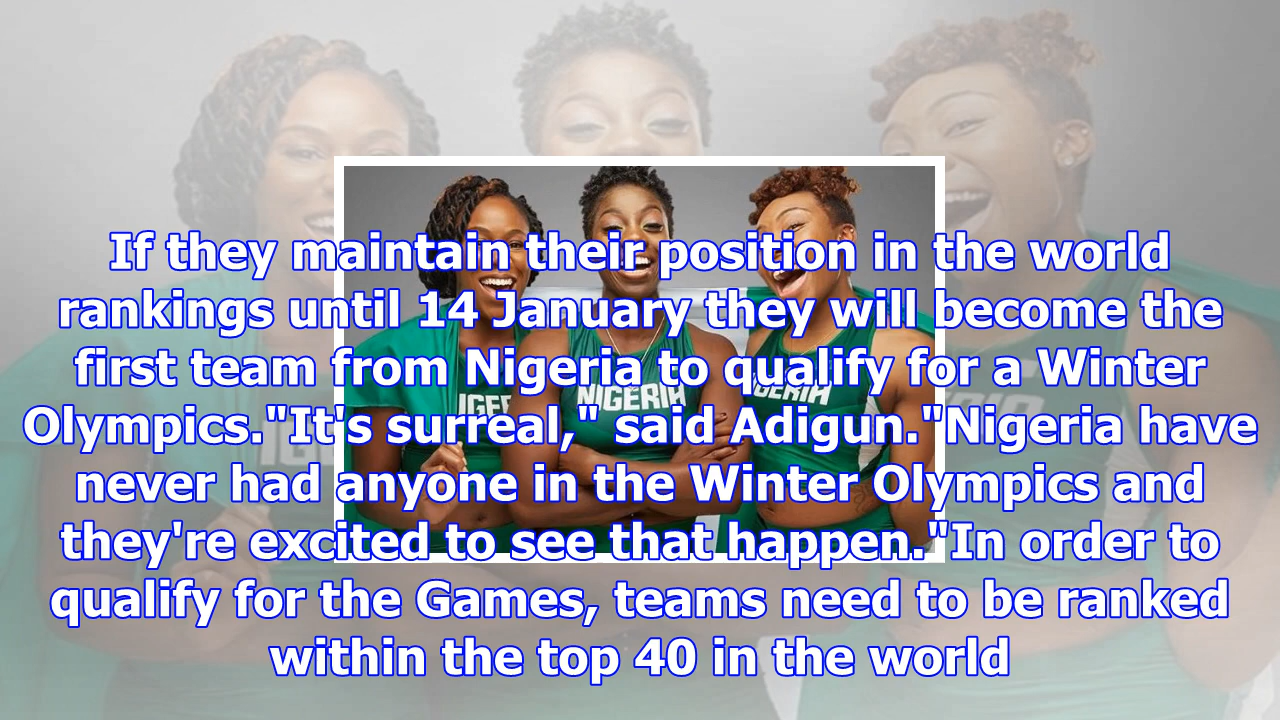 If they maintain their position in the world
rankings until 14 January they will become the
first team from Nigeria to qualify for a Winter
Olympics."It's surreal," said Adigun."Nigeria have
never had anyone in the Winter Olympics and
they're excited to see that happen."In order to
qualify for the Games, teams need to be ranked
within the top 40 in the world
NIGERIA